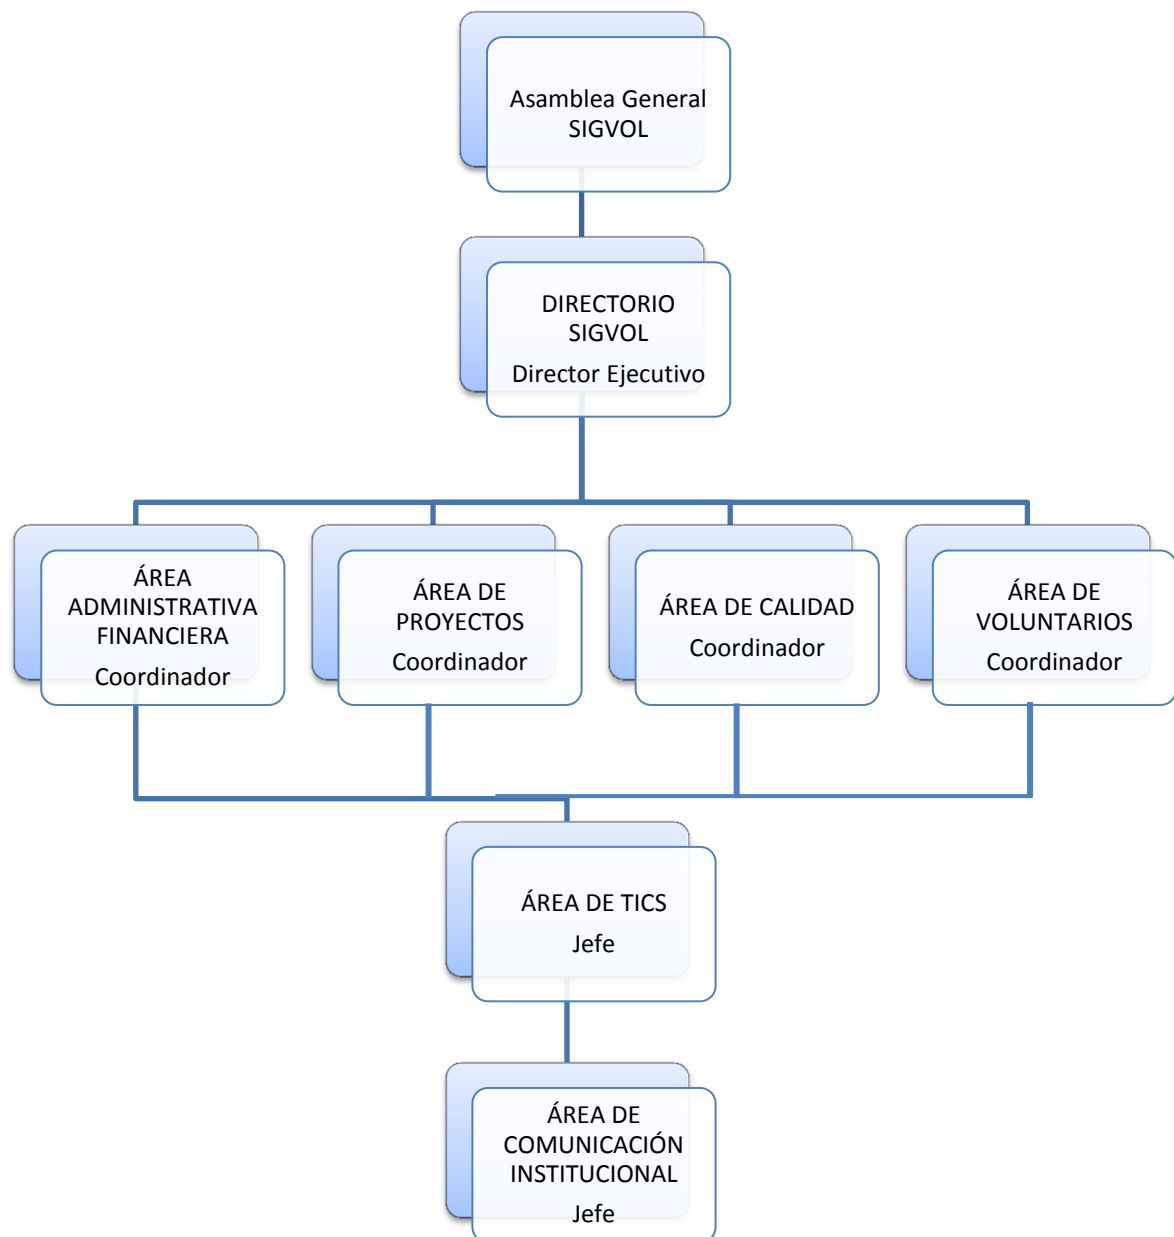 Asamblea General
SIGVOL
DIRECTORIO
SIGVOL
Director Ejecutivo
ÁREA
ADMINISTRATIVA
FINANCIERA
Coordinador
ÁREA DE
PROYECTOS
Coordinador
ÁREA DE CALIDAD
Coordinador
ÁREA DE
VOLUNTARIOS
Coordinador
ÁREA DE TICS
Jefe
ÁREA DE
COMUNICACIÓN
INSTITUCIONAL
Jefe